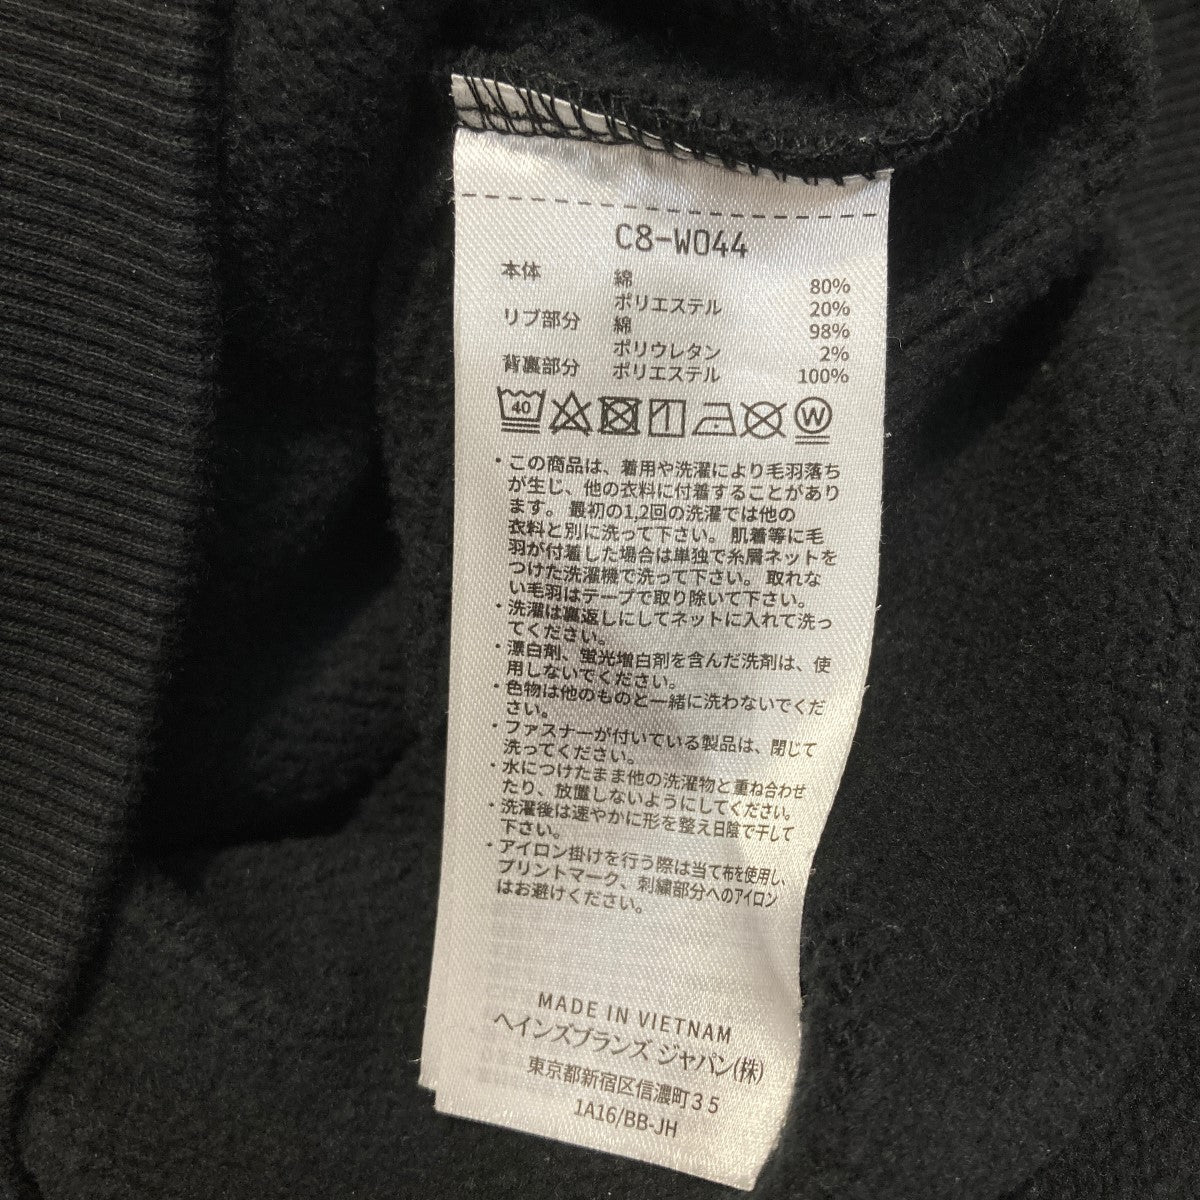 C8-W044
本体 綿 80%
ポリエステル 20%
リブ部分 綿 98%
ポリウレタン 2%
背裏部分 ポリエステル 100%
40 W
・この商品は、着用や洗濯により毛羽落ち
が生じ、他の衣料に付着することがあり
ます。最初の1,2回の洗濯では他の
衣料と別に洗って下さい。肌着等に毛
羽が付着した場合は単独で糸屑ネットを
つけた洗濯機で洗って下さい。取れな
い毛羽はテープで取り除いて下さい。
・洗濯は裏返しにしてネットに入れて洗っ
てください。
・漂白剤、蛍光増白剤を含んだ洗剤は、使
用しないでください。
・色物は他のものと一緒に洗わないでくだ
さい。
・ファスナーが付いている製品は、閉じて
洗ってください。
・水につけたまま他の洗濯物と重ね合わせ
たり、放置しないようにしてください。
・洗濯後は速やかに形を整え日陰で干して
下さい。
・アイロン掛けを行う際は当て布を使用し、
プリントマーク、刺繍部分へのアイロン
はお避けください。
MADE IN VIETNAM
ヘインズブランズ ジャパン(株)
東京都新宿区信濃町35
1A16/BB-JH